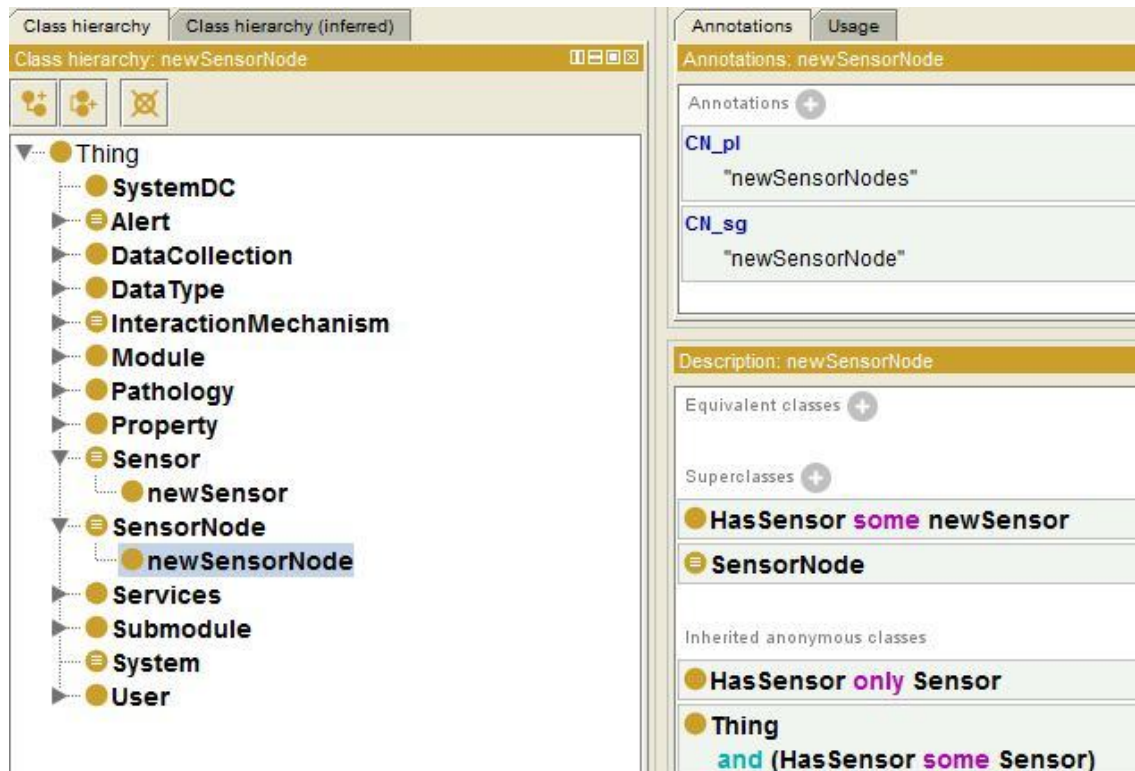 Class hierarchy
Class hierarchy (inferred)
Class hierarchy: newSensorNode
Thing
SystemDC
Alert
DataCollection
DataType
InteractionMechanism
Module
Pathology
Property
Sensor
newSensor
SensorNode
newSensorNode
Services
Submodule
System
User
Annotations
Usage
Annotations: newSensorNode
Annotations
CN_pl
"newSensorNodes"
CN_sg
"newSensorNode"
Description: newSensorNode
Equivalent classes
Superclasses
HasSensor some newSensor
SensorNode
Inherited anonymous classes
HasSensor only Sensor
Thing
and (HasSensor some Sensor)